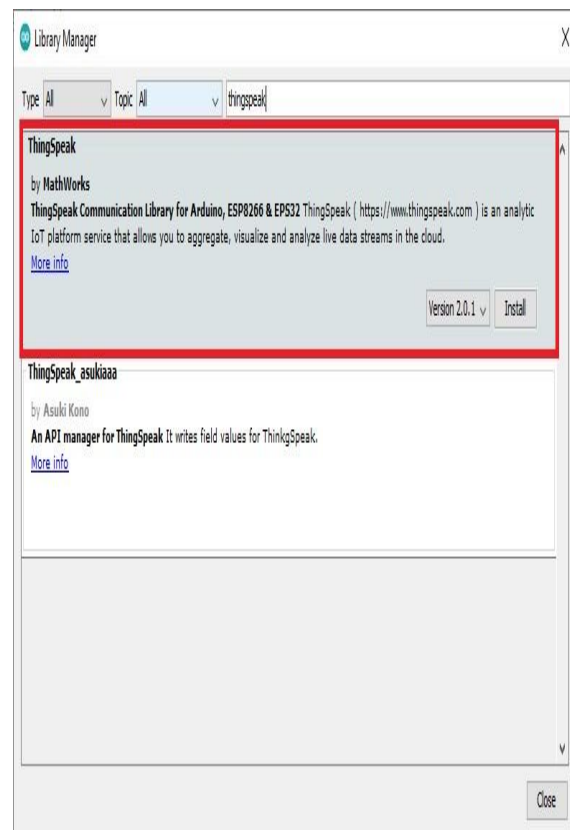 Library Manager
Type All Topic All thingspeak
ThingSpeak
by MathWorks
ThingSpeak Communication Library for Arduino, ESP8266 & EPS32 ThingSpeak ( https://www.thingspeak.com ) is an analytic
IoT platform service that allows you to aggregate, visualize and analyze live data streams in the cloud.
More info
Version 2.0.1 Install
ThingSpeak_asukiaaa
by Asuki Kono
An API manager for ThingSpeak It writes field values for ThinkgSpeak.
More info
Close